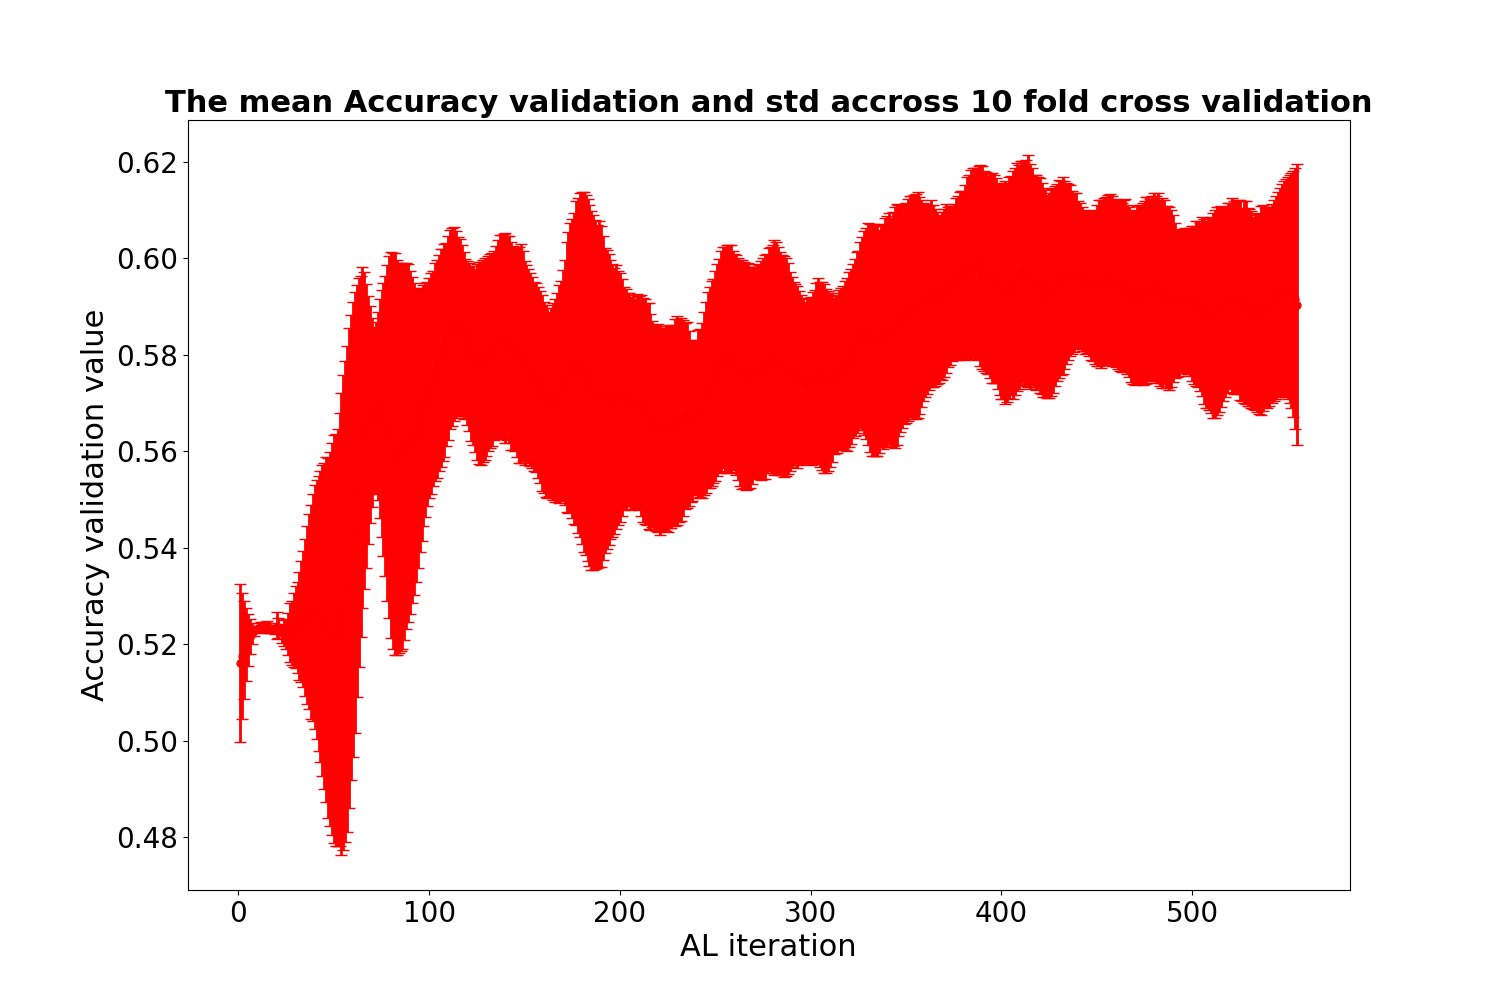 The mean Accuracy validation and std accross 10 fold cross validation
0.62
0.60
0.58
0.56
0.54
0.52
0.50
0.48
Accuracy validation value
0 100 200 300 400 500
AL iteration